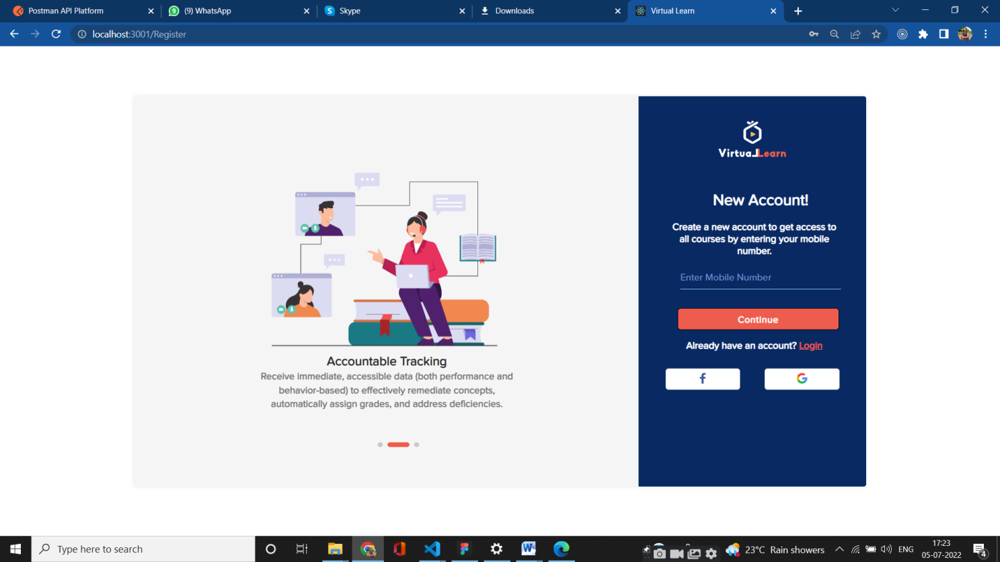 Postman API Platform
9 (9) WhatsApp
S Skype
Downloads
Virtual Learn
localhost:3001/Register
VirtualLearn
New Account!
Create a new account to get access to
all courses by entering your mobile
number.
Enter Mobile Number
Continue
Already have an account? Login
f G
Accountable Tracking
Receive immediate, accessible data (both performance and
behavior-based) to effectively remediate concepts,
automatically assign grades, and address deficiencies.
Type here to search
23°C Rain showers
ENG
17:23
05-07-2022
4